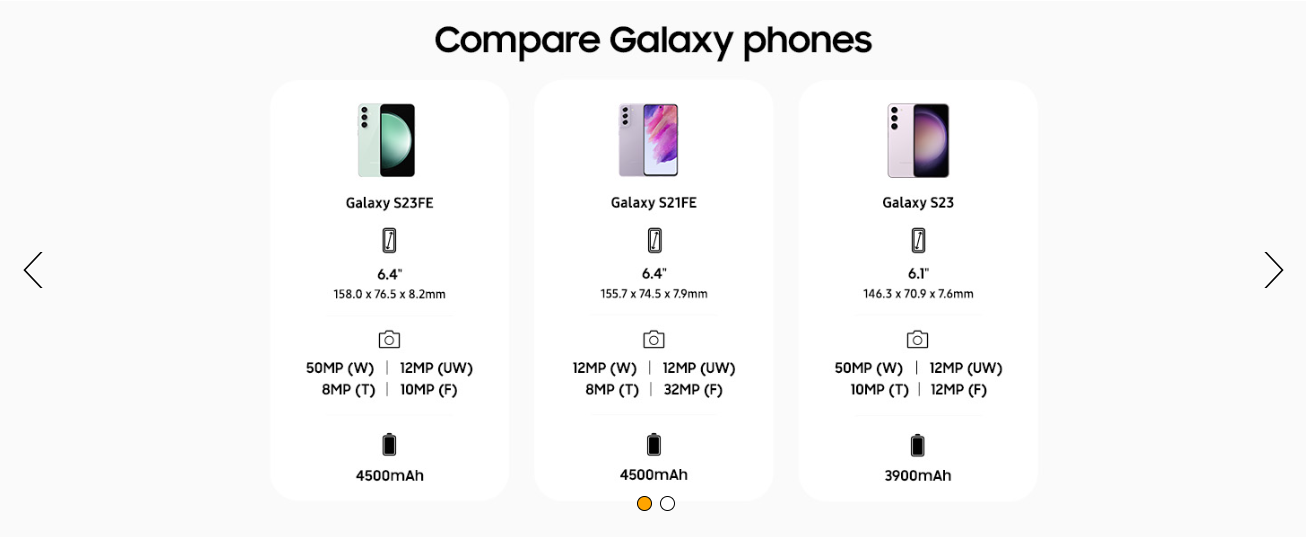 Compare Galaxy phones
Galaxy S23FE
6.4"
158.0 x 76.5 x 8.2mm
50MP (W) | 12MP (UW)
8MP (T) | 10MP (F)
4500mAh
Galaxy S21FE
6.4"
155.7 x 74.5 x 7.9mm
12MP (W) | 12MP (UW)
8MP (T) | 32MP (F)
4500mAh
Galaxy S23
6.1"
146.3 x 70.9 x 7.6mm
50MP (W) | 12MP (UW)
10MP (T) | 12MP (F)
3900mAh